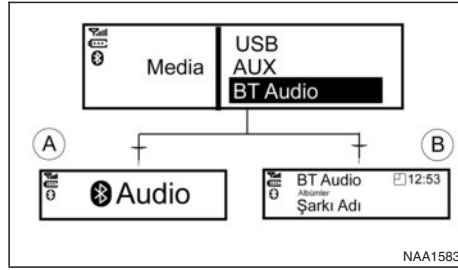 USB
Media
AUX
BT Audio
A
B
Audio
BT Audio
12:53
Albümler
Şarkı Adı
NAA1583